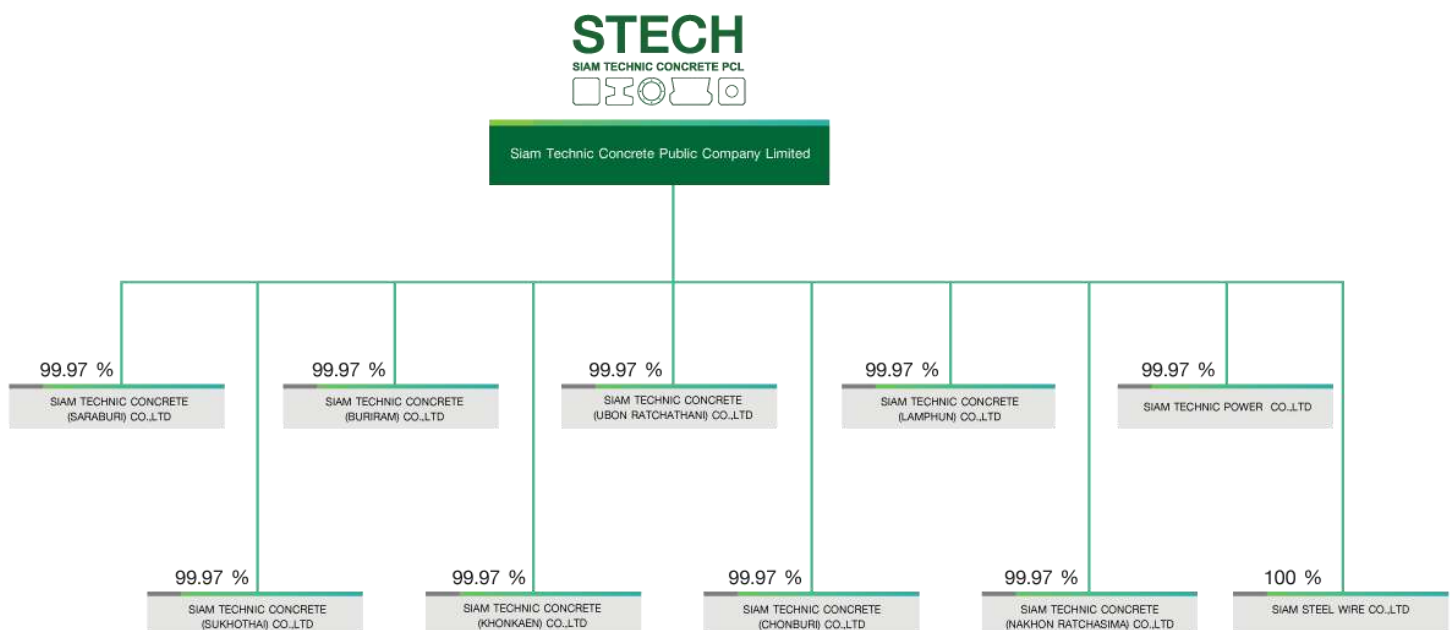 STECH
SIAM TECHNIC CONCRETE PCL
Siam Technic Concrete Public Company Limited
99.97 %
SIAM TECHNIC CONCRETE
(SARABURI) CO.,LTD
99.97 %
SIAM TECHNIC CONCRETE
(BURIRAM) CO.,LTD
99.97 %
SIAM TECHNIC CONCRETE
(UBON RATCHATHANI) CO.,LTD
99.97 %
SIAM TECHNIC CONCRETE
(LAMPHUN) CO.,LTD
99.97 %
SIAM TECHNIC POWER CO.,LTD
99.97 %
SIAM TECHNIC CONCRETE
(SUKHOTHAI) CO.,LTD
99.97 %
SIAM TECHNIC CONCRETE
(KHONKAEN) CO.,LTD
99.97 %
SIAM TECHNIC CONCRETE
(CHONBURI) CO.,LTD
99.97 %
SIAM TECHNIC CONCRETE
(NAKHON RATCHASIMA) CO.,LTD
100 %
SIAM STEEL WIRE CO.,LTD